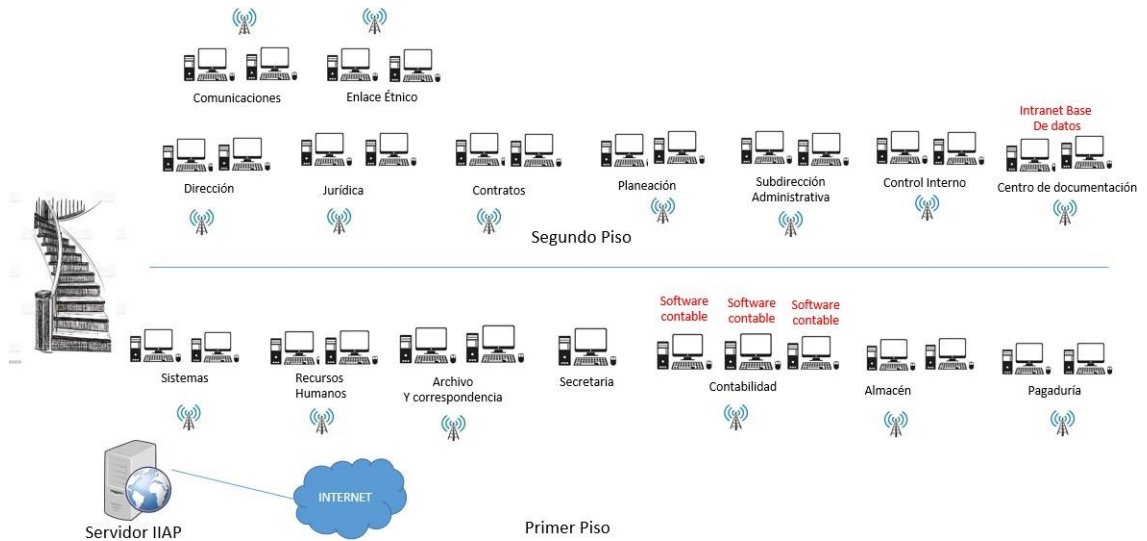 Comunicaciones
Enlace Étnico
Intranet Base
De datos
Dirección
Jurídica
Contratos
Planeación
Subdirección
Administrativa
Control Interno
Centro de documentación
Segundo Piso
Software
contable
Software
contable
Software
contable
Sistemas
Recursos
Humanos
Archivo
Y correspondencia
Secretaria
Contabilidad
Almacén
Pagaduría
INTERNET
Servidor IIAP
Primer Piso